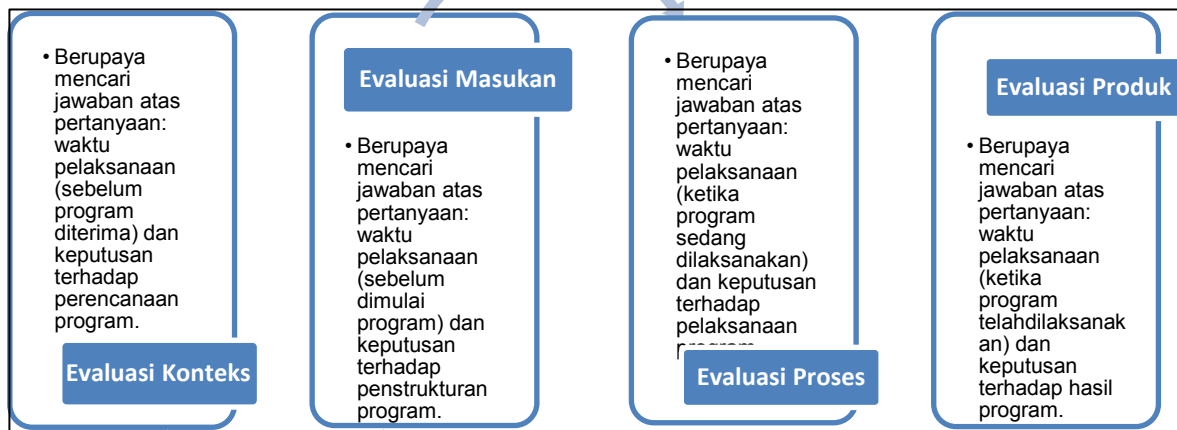 • Berupaya
mencari
jawaban atas
pertanyaan:
waktu
pelaksanaan
(sebelum
program
diterima) dan
keputusan
terhadap
perencanaan
program.
Evaluasi Konteks
Evaluasi Masukan
• Berupaya
mencari
jawaban atas
pertanyaan:
waktu
pelaksanaan
(sebelum
dimulai
program) dan
keputusan
terhadap
penstrukturan
program.
• Berupaya
mencari
jawaban atas
pertanyaan:
waktu
pelaksanaan
(ketika
program
sedang
dilaksanakan)
dan keputusan
terhadap
pelaksanaan
program
Evaluasi Proses
Evaluasi Produk
• Berupaya
mencari
jawaban atas
pertanyaan:
waktu
pelaksanaan
(ketika
program
telahdilaksanak
an) dan
keputusan
terhadap hasil
program.